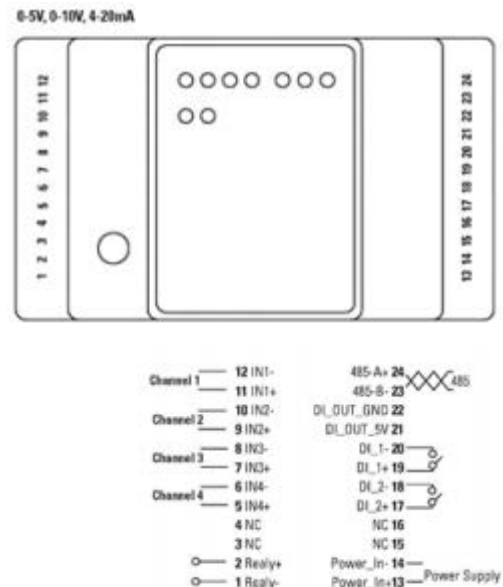 0-5V, 0-10V, 4-20mA
1 2 3 4 5 6 7 8 9 10 11 12
13 14 15 16 17 18 19 20 21 22 23 24
Channel 1
12 IN1-
11 IN1+
Channel 2
10 IN2-
9 IN2+
Channel 3
8 IN3-
7 IN3+
Channel 4
6 IN4-
5 IN4+
4 NC
3 NC
2 Realy+
1 Realy-
485-A+ 24
485-B- 23
485
DI_OUT_GND 22
DI_OUT_5V 21
DI_1- 20
DI_1+ 19
DI_2- 18
DI_2+ 17
NC 16
NC 15
Power_In- 14
Power_In+ 13
Power Supply